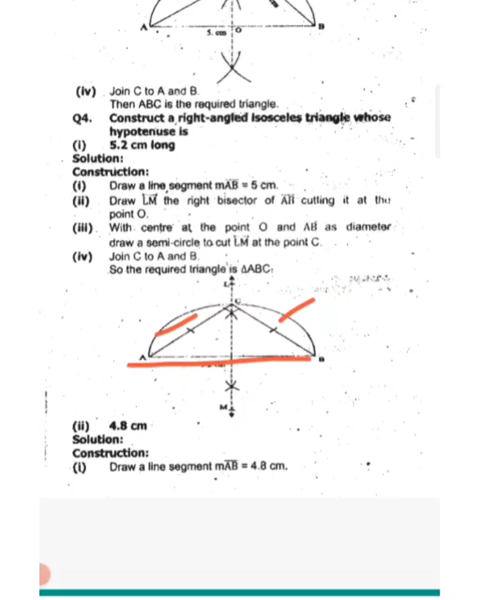 A
B
5. cm
O
(iv) Join C to A and B.
Then ABC is the required triangle.
Q4. Construct a right-angled isosceles triangle whose
hypotenuse is
(i) 5.2 cm long
Solution:
Construction:
(i) Draw a line segment mAB = 5 cm.
(ii) Draw LM the right bisector of AB cutting it at the
point O.
(iii) With centre at the point O and AB as diameter
draw a semi-circle to cut LM at the point C.
(iv) Join C to A and B.
So the required triangle is ΔABC.
L
C
A
B
M
(ii) 4.8 cm
Solution:
Construction:
(i) Draw a line segment mAB = 4.8 cm.